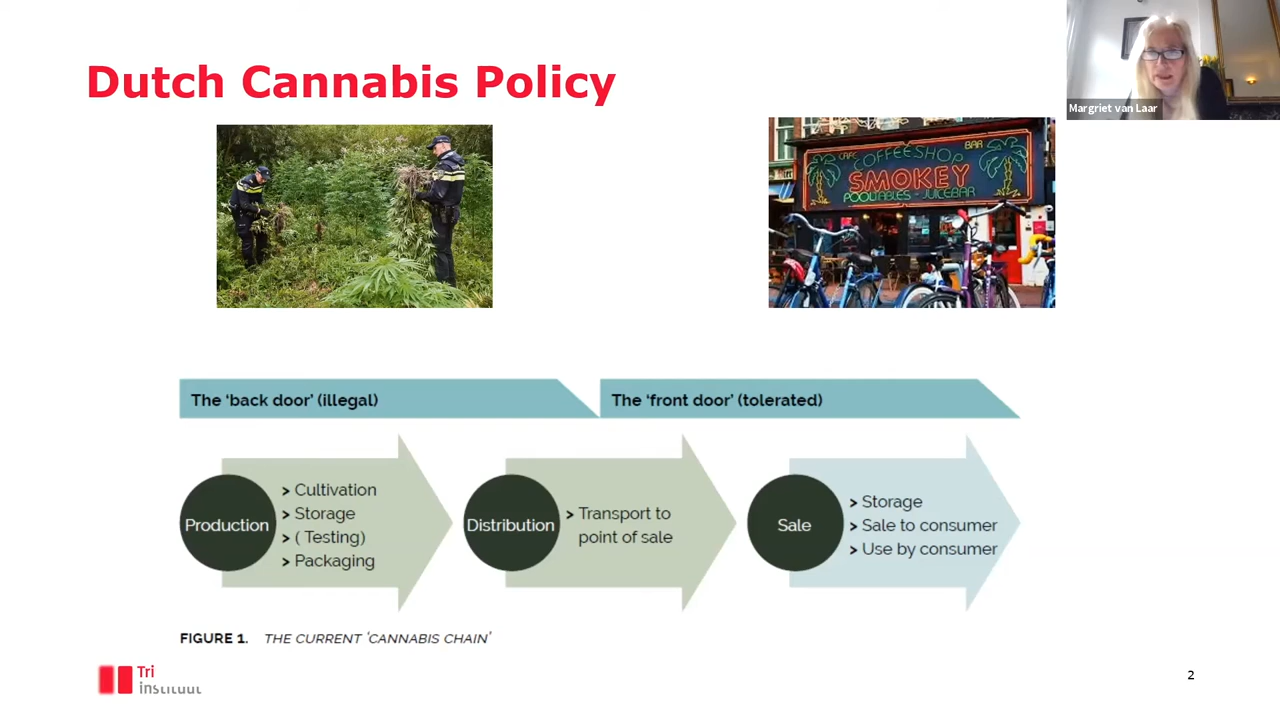 Dutch Cannabis Policy
Margriet van Laar
CAFE
COFFEESHOP
BAR
SMOKEY
POOLTABLES - JUICEBAR
The ‘back door’ (illegal)
The ‘front door’ (tolerated)
Production
> Cultivation
> Storage
> ( Testing)
> Packaging
Distribution
> Transport to
point of sale
Sale
> Storage
> Sale to consumer
> Use by consumer
FIGURE 1. THE CURRENT ‘CANNABIS CHAIN’
Tri
instituut
2